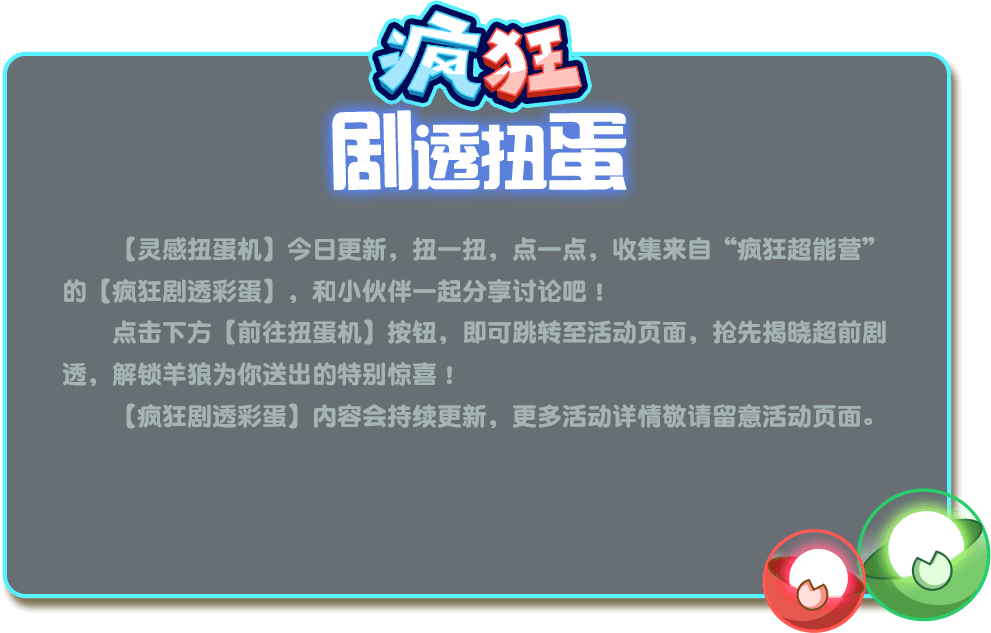 疯狂
剧透扭蛋
【灵感扭蛋机】今日更新，扭一扭，点一点，收集来自“疯狂超能营”
的【疯狂剧透彩蛋】，和小伙伴一起分享讨论吧！
点击下方【前往扭蛋机】按钮，即可跳转至活动页面，抢先揭晓超前剧
透，解锁羊狼为你送出的特别惊喜！
【疯狂剧透彩蛋】内容会持续更新，更多活动详情敬请留意活动页面。